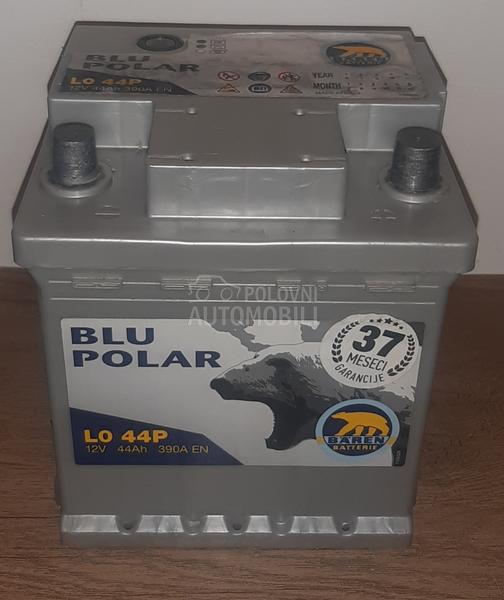 BLU
POLAR
L0 44P
12V 44Ah 390A EN
YEAR
MONTH
- +
POLOVNI
AUTOMOBILI
BLU
POLAR
37
MESECI
GARANCIJE
L0 44P
12V 44Ah 390A EN
BÄREN
BATTERIE